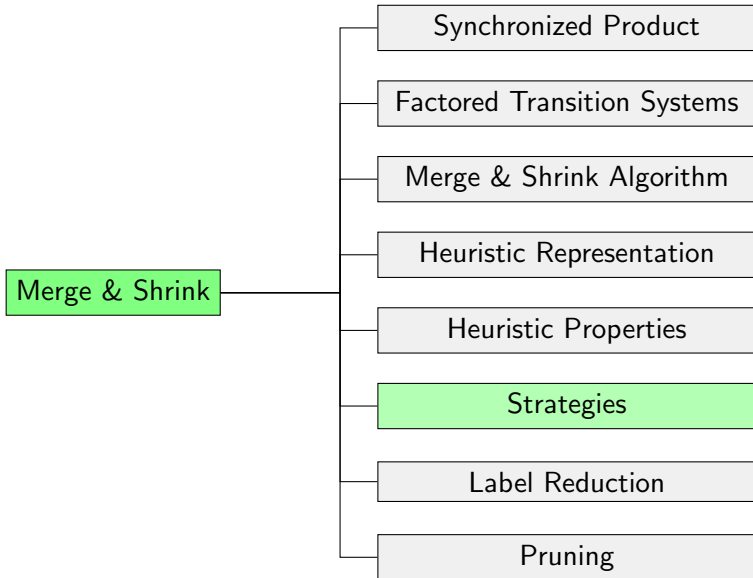 Synchronized Product
Factored Transition Systems
Merge & Shrink Algorithm
Heuristic Representation
Merge & Shrink
Heuristic Properties
Strategies
Label Reduction
Pruning